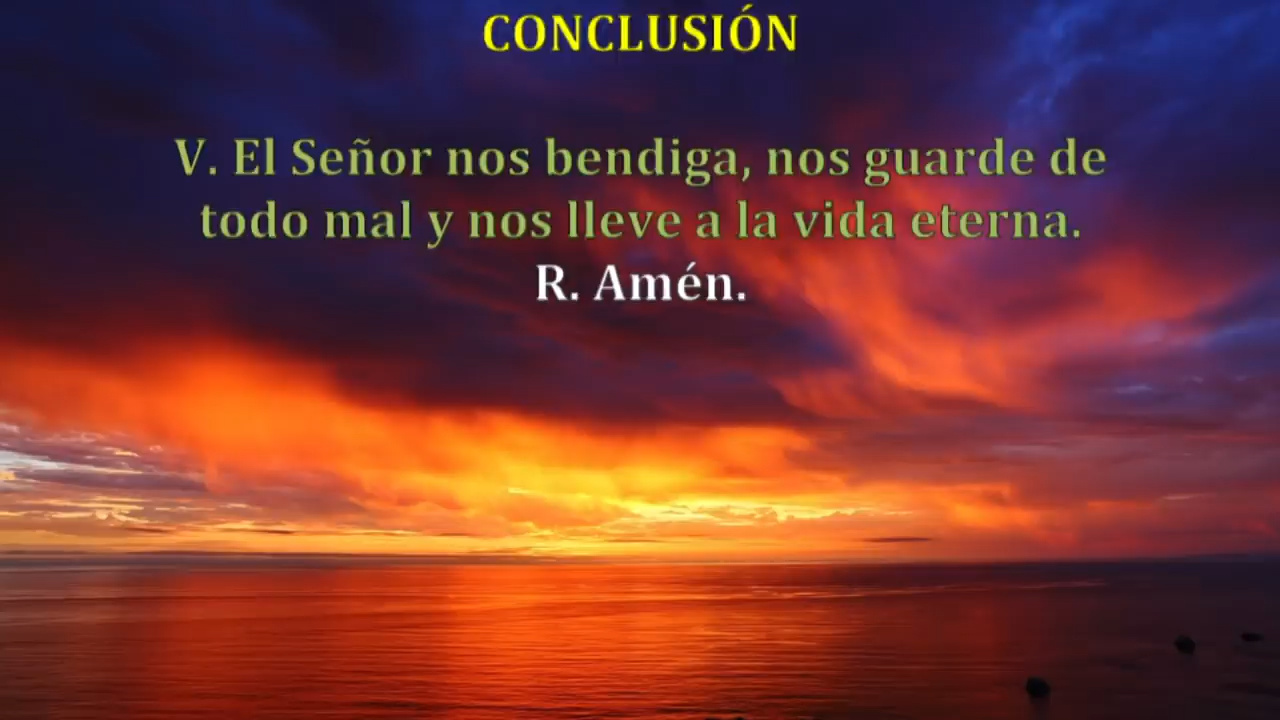 CONCLUSIÓN
V. El Señor nos bendiga, nos guarde de
todo mal y nos lleve a la vida eterna.
R. Amén.